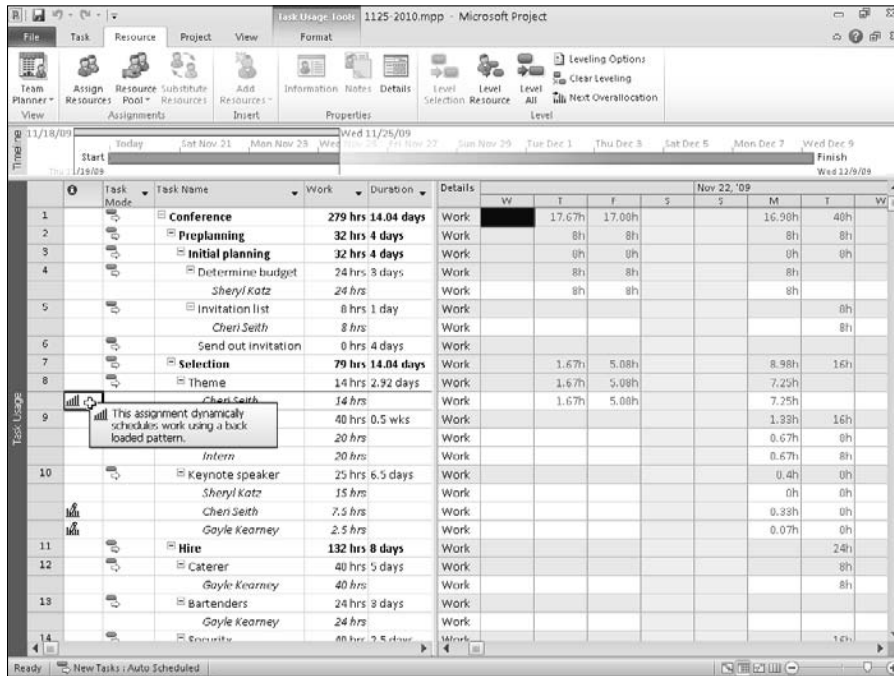 Task Usage Tools 1125-2010.mpp - Microsoft Project
File Task Resource Project View Format
Team Planner
Assign Resources
Resource Pool
Substitute Resources
Add Resources
Information Notes Details
Level Selection
Level Resource
Level All
Leveling Options
Clear Leveling
Next Overallocation
View Assignments Insert Properties Level
Timeline
11/18/09 Wed 11/25/09
Today Sat Nov 21 Mon Nov 23 Sun Nov 29 Tue Dec 1 Thu Dec 3 Sat Dec 5 Mon Dec 7 Wed Dec 9
Start Finish
Wed 12/9/09
Task Mode Task Name Work Duration Details Nov 22, '09
W T F S S M T W
1 Conference 279 hrs 14.04 days Work 17.67h 17.08h 16.98h 40h
2 Preplanning 32 hrs 4 days Work 8h 8h 8h 8h
3 Initial planning 32 hrs 4 days Work 8h 8h 8h 8h
4 Determine budget 24 hrs 3 days Work 8h 8h 8h
Sheryl Katz 24 hrs Work 8h 8h 8h
5 Invitation list 8 hrs 1 day Work 8h
Cheri Seith 8 hrs Work 8h
6 Send out invitation 0 hrs 4 days Work
7 Selection 79 hrs 14.04 days Work 1.67h 5.08h 8.98h 16h
8 Theme 14 hrs 2.92 days Work 1.67h 5.08h 7.25h
Cheri Seith 14 hrs Work 1.67h 5.08h 7.25h
This assignment dynamically schedules work using a back loaded pattern.
9 40 hrs 0.5 wks Work 1.33h 16h
20 hrs Work 0.67h 8h
Intern 20 hrs Work 0.67h 8h
10 Keynote speaker 25 hrs 6.5 days Work 0.4h 0h
Sheryl Katz 15 hrs Work 0h 0h
Cheri Seith 7.5 hrs Work 0.33h 0h
Gayle Kearney 2.5 hrs Work 0.07h 0h
11 Hire 132 hrs 8 days Work 24h
12 Caterer 40 hrs 5 days Work 8h
Gayle Kearney 40 hrs Work 8h
13 Bartenders 24 hrs 3 days Work
Gayle Kearney 24 hrs Work
14 Security 40 hrs 2.5 days Work 16h
Task Usage
Ready New Tasks : Auto Scheduled